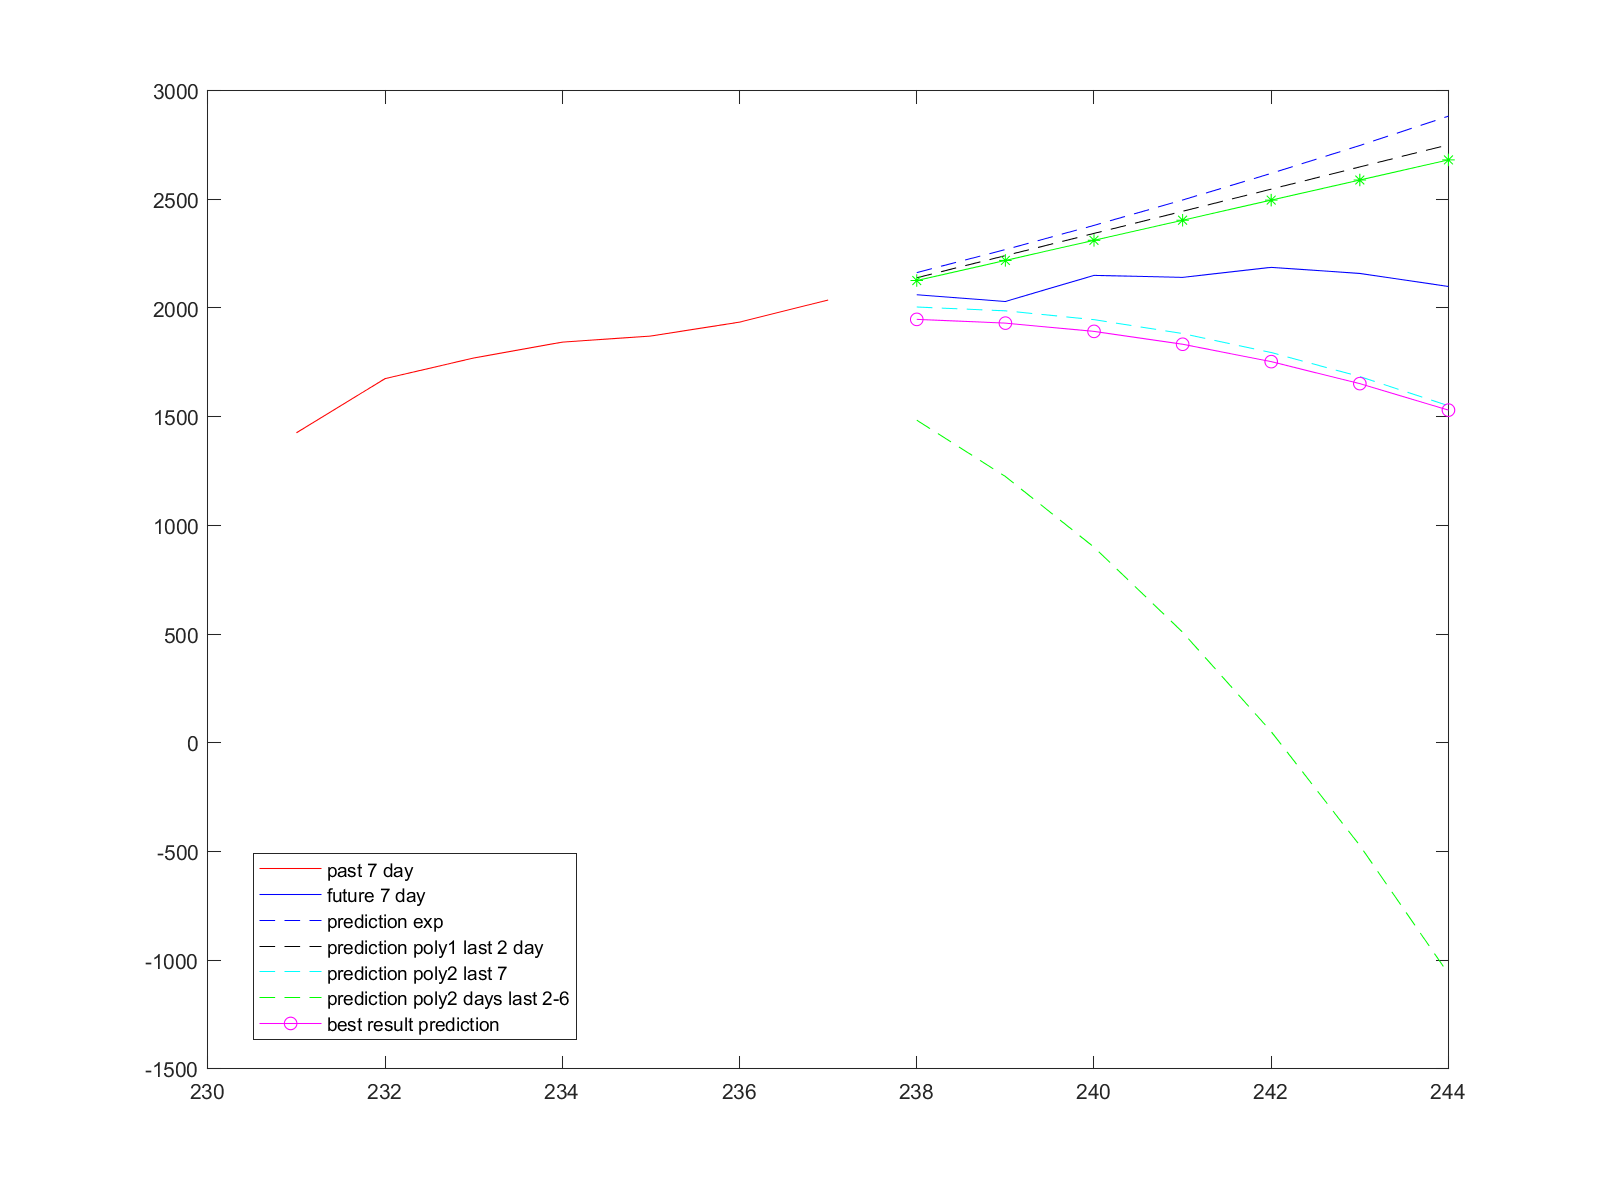 3000
2500
2000
1500
1000
500
0
-500
-1000
-1500
past 7 day
future 7 day
prediction exp
prediction poly1 last 2 day
prediction poly2 last 7
prediction poly2 days last 2-6
best result prediction
230 232 234 236 238 240 242 244